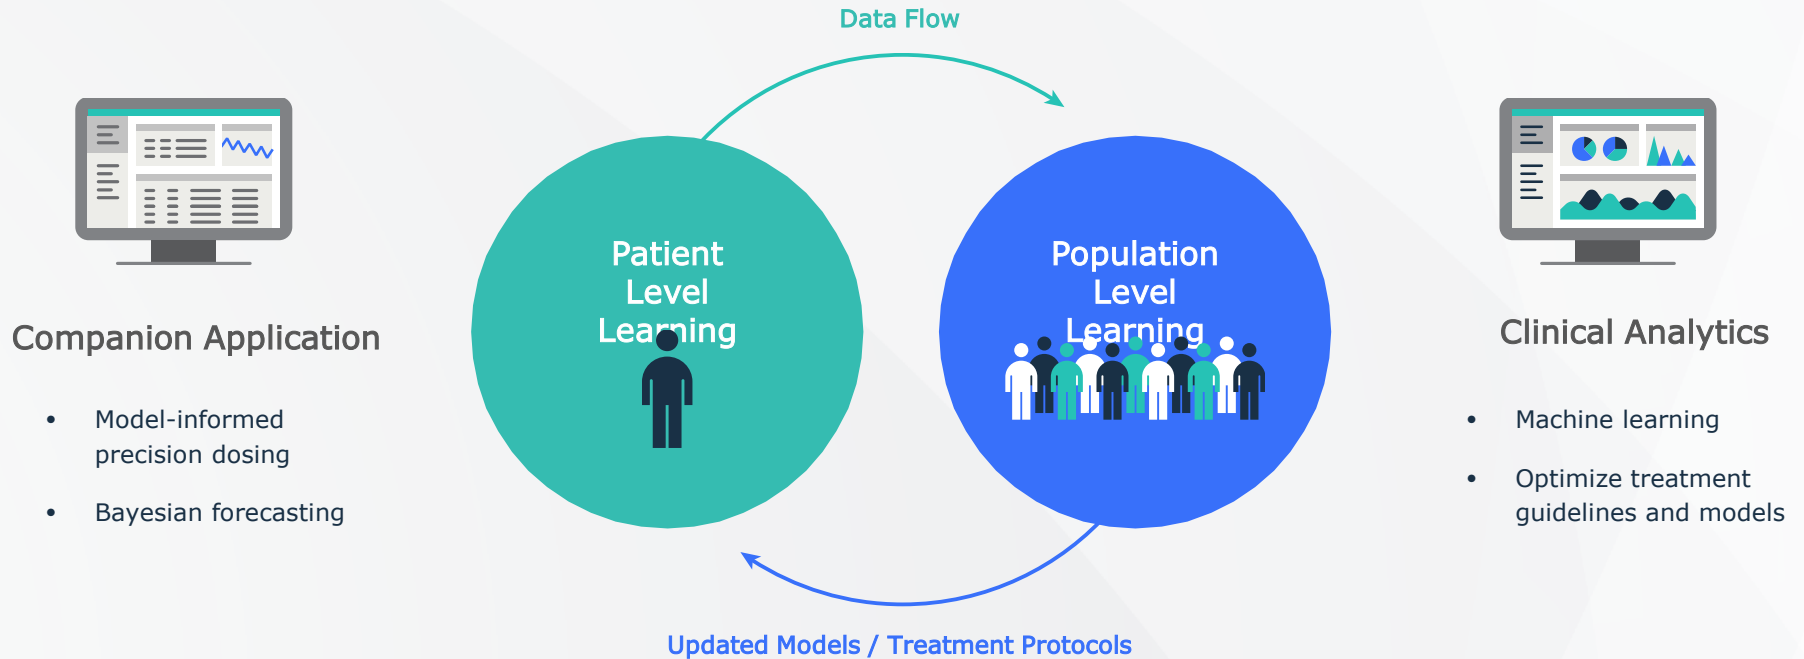 Data Flow
Patient
Level
Learning
Population
Level
Learning
Companion Application
• Model-informed
precision dosing
• Bayesian forecasting
Clinical Analytics
• Machine learning
• Optimize treatment
guidelines and models
Updated Models / Treatment Protocols